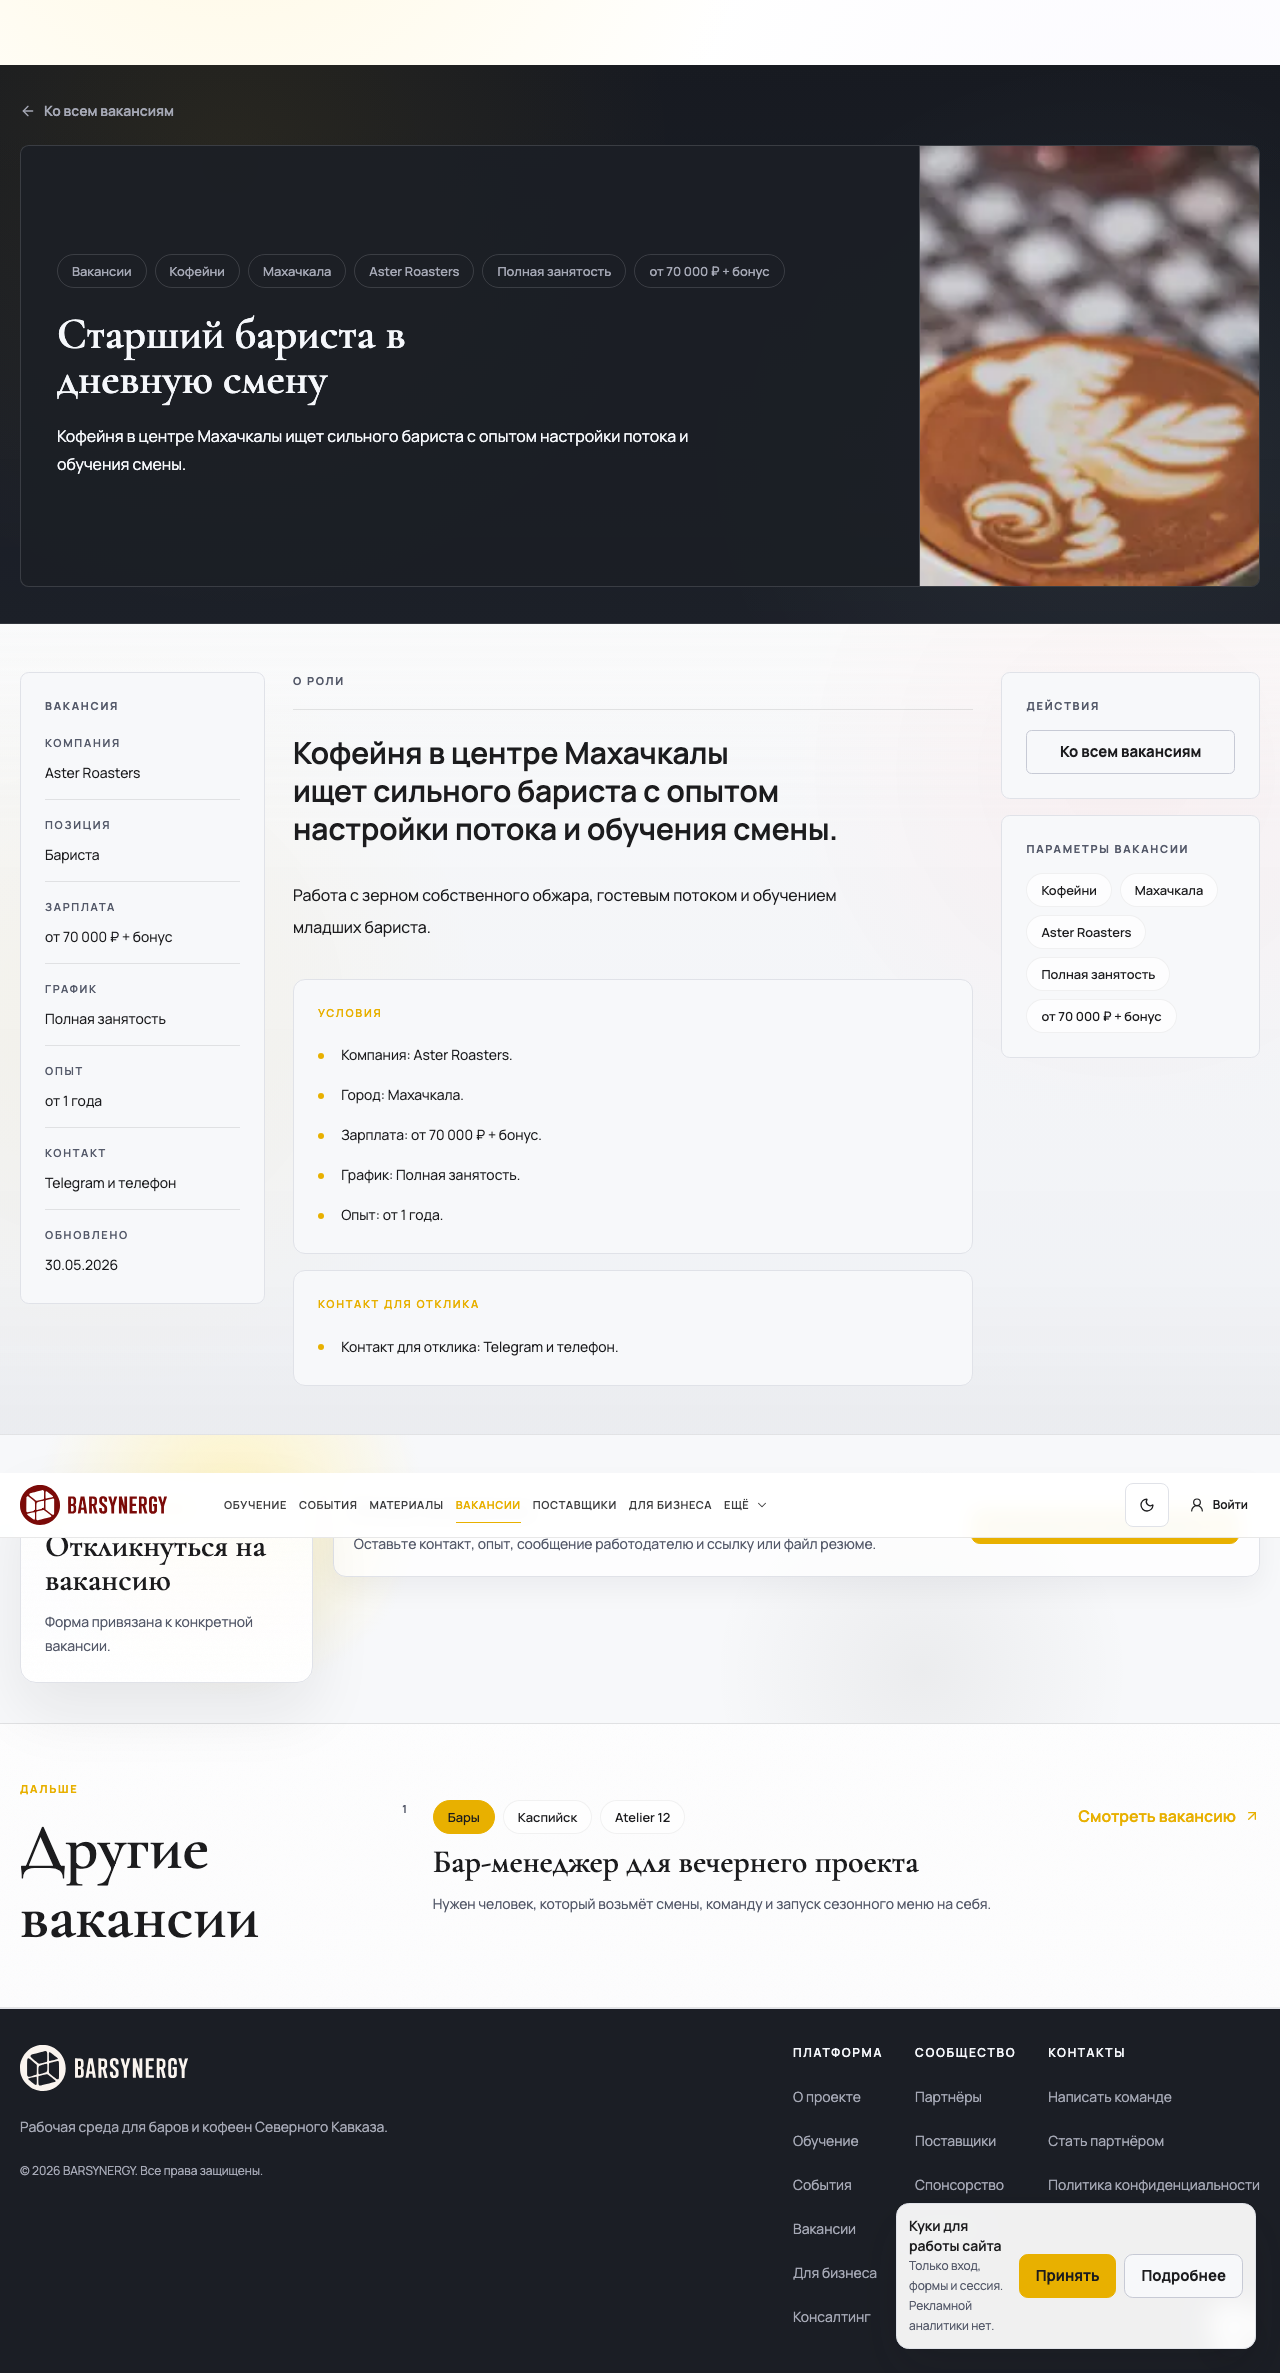 Ко всем вакансиям
Вакансии
Кофейни
Махачкала
Aster Roasters
Полная занятость
от 70 000 ₽ + бонус
Старший бариста в
дневную смену
Кофейня в центре Махачкалы ищет сильного бариста с опытом настройки потока и
обучения смены.
ВАКАНСИЯ
КОМПАНИЯ
Aster Roasters
ПОЗИЦИЯ
Бариста
ЗАРПЛАТА
от 70 000 ₽ + бонус
ГРАФИК
Полная занятость
ОПЫТ
от 1 года
КОНТАКТ
Telegram и телефон
ОБНОВЛЕНО
30.05.2026
О РОЛИ
Кофейня в центре Махачкалы
ищет сильного бариста с опытом
настройки потока и обучения смены.
Работа с зерном собственного обжара, гостевым потоком и обучением
младших бариста.
УСЛОВИЯ
Компания: Aster Roasters.
Город: Махачкала.
Зарплата: от 70 000 ₽ + бонус.
График: Полная занятость.
Опыт: от 1 года.
КОНТАКТ ДЛЯ ОТКЛИКА
Контакт для отклика: Telegram и телефон.
ДЕЙСТВИЯ
Ко всем вакансиям
ПАРАМЕТРЫ ВАКАНСИИ
Кофейни
Махачкала
Aster Roasters
Полная занятость
от 70 000 ₽ + бонус
BARSYNERGY
ОБУЧЕНИЕ
СОБЫТИЯ
МАТЕРИАЛЫ
ВАКАНСИИ
ПОСТАВЩИКИ
ДЛЯ БИЗНЕСА
ЕЩЁ
Войти
Откликнуться на
вакансию
Форма привязана к конкретной
вакансии.
Оставьте контакт, опыт, сообщение работодателю и ссылку или файл резюме.
ДАЛЬШЕ
Другие
вакансии
1
Бары
Каспийск
Atelier 12
Бар-менеджер для вечернего проекта
Нужен человек, который возьмёт смены, команду и запуск сезонного меню на себя.
Смотреть вакансию
BARSYNERGY
Рабочая среда для баров и кофеен Северного Кавказа.
© 2026 BARSYNERGY. Все права защищены.
ПЛАТФОРМА
О проекте
Обучение
События
Вакансии
Для бизнеса
Консалтинг
СООБЩЕСТВО
Партнёры
Поставщики
Спонсорство
КОНТАКТЫ
Написать команде
Стать партнёром
Политика конфиденциальности
Куки для
работы сайта
Только вход,
формы и сессия.
Рекламной
аналитики нет.
Принять
Подробнее